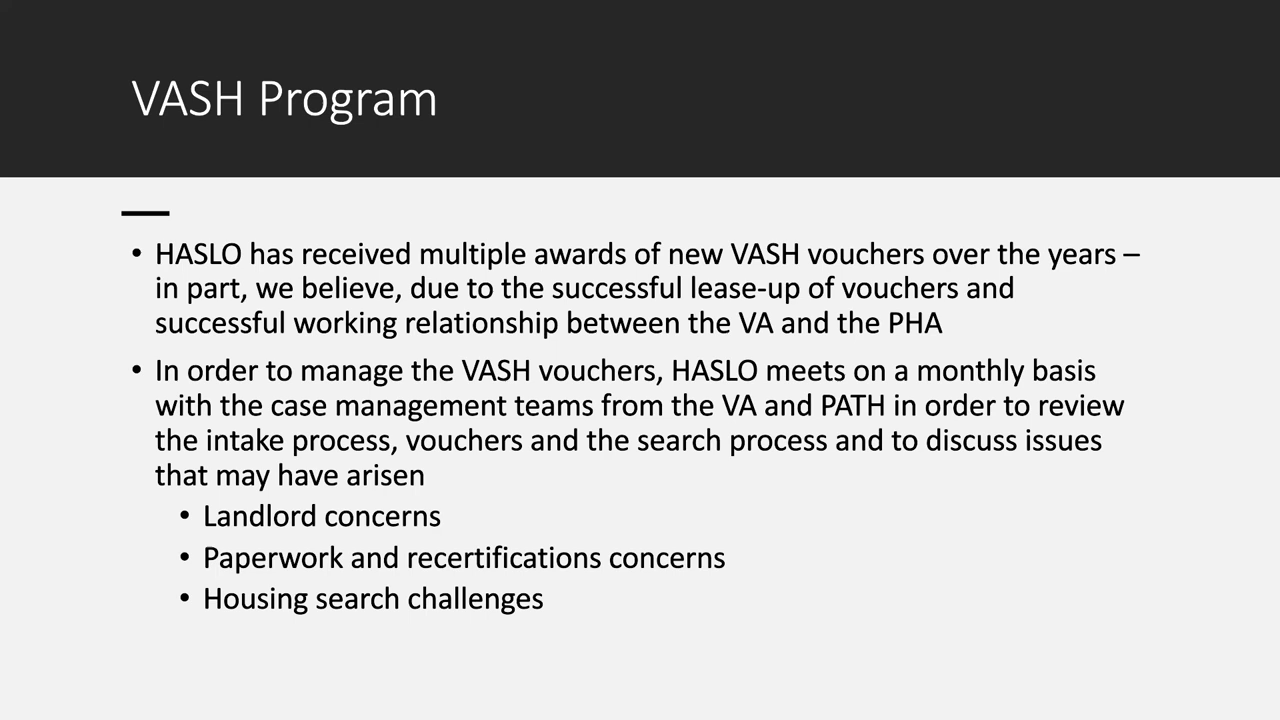 VASH Program
• HASLO has received multiple awards of new VASH vouchers over the years –
in part, we believe, due to the successful lease-up of vouchers and
successful working relationship between the VA and the PHA
• In order to manage the VASH vouchers, HASLO meets on a monthly basis
with the case management teams from the VA and PATH in order to review
the intake process, vouchers and the search process and to discuss issues
that may have arisen
• Landlord concerns
• Paperwork and recertifications concerns
• Housing search challenges